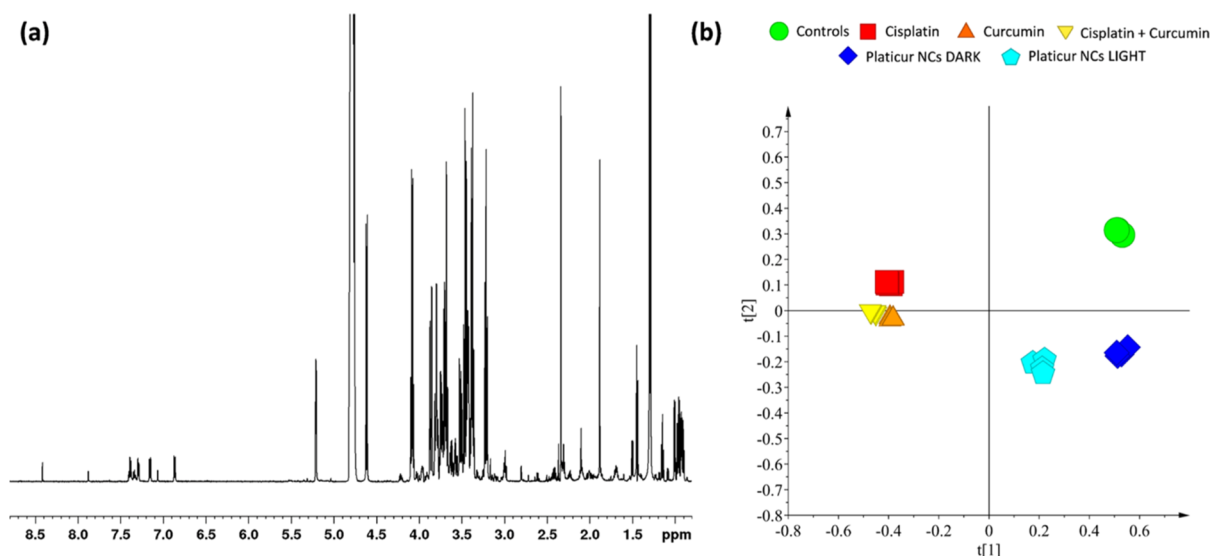 (a)
8.5 8.0 7.5 7.0 6.5 6.0 5.5 5.0 4.5 4.0 3.5 3.0 2.5 2.0 1.5 ppm
(b)
Controls Cisplatin Curcumin Cisplatin + Curcumin
Platicur NCs DARK Platicur NCs LIGHT
0.7
0.6
0.5
0.4
0.3
0.2
0.1
0
-0.1
-0.2
-0.3
-0.4
-0.5
-0.6
-0.7
-0.8
t[2]
-0.8 -0.6 -0.4 -0.2 0 0.2 0.4 0.6
t[1]